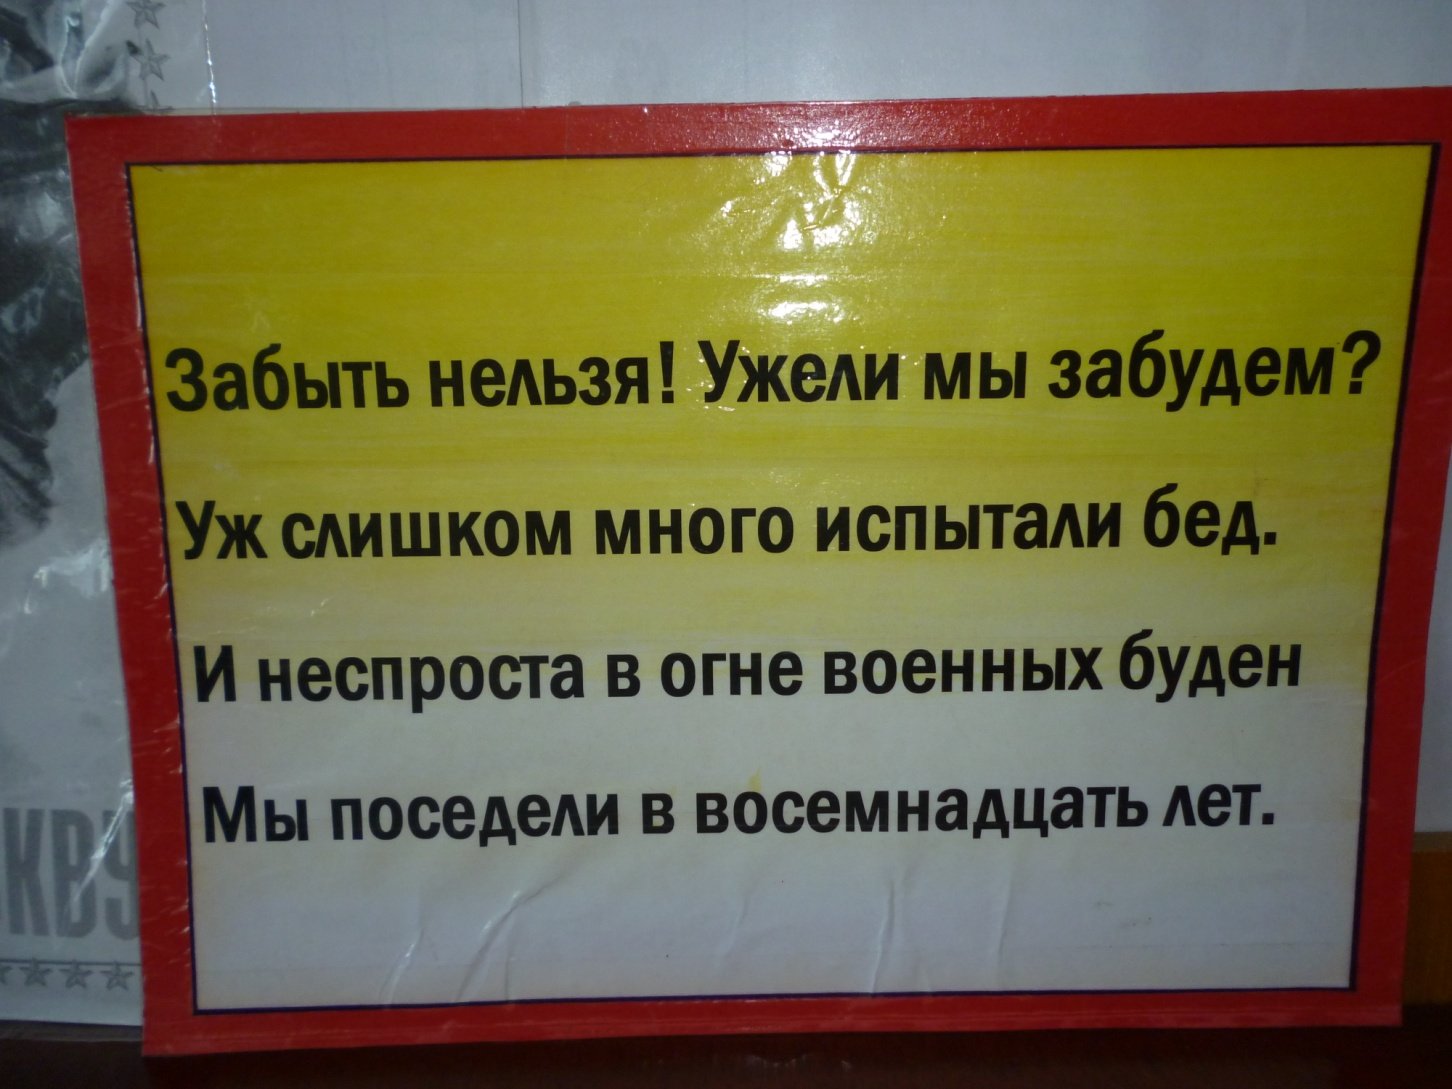 Забыть нельзя! Ужели мы забудем?
Уж слишком много испытали бед.
И неспроста в огне военных буден
Мы поседели в восемнадцать лет.